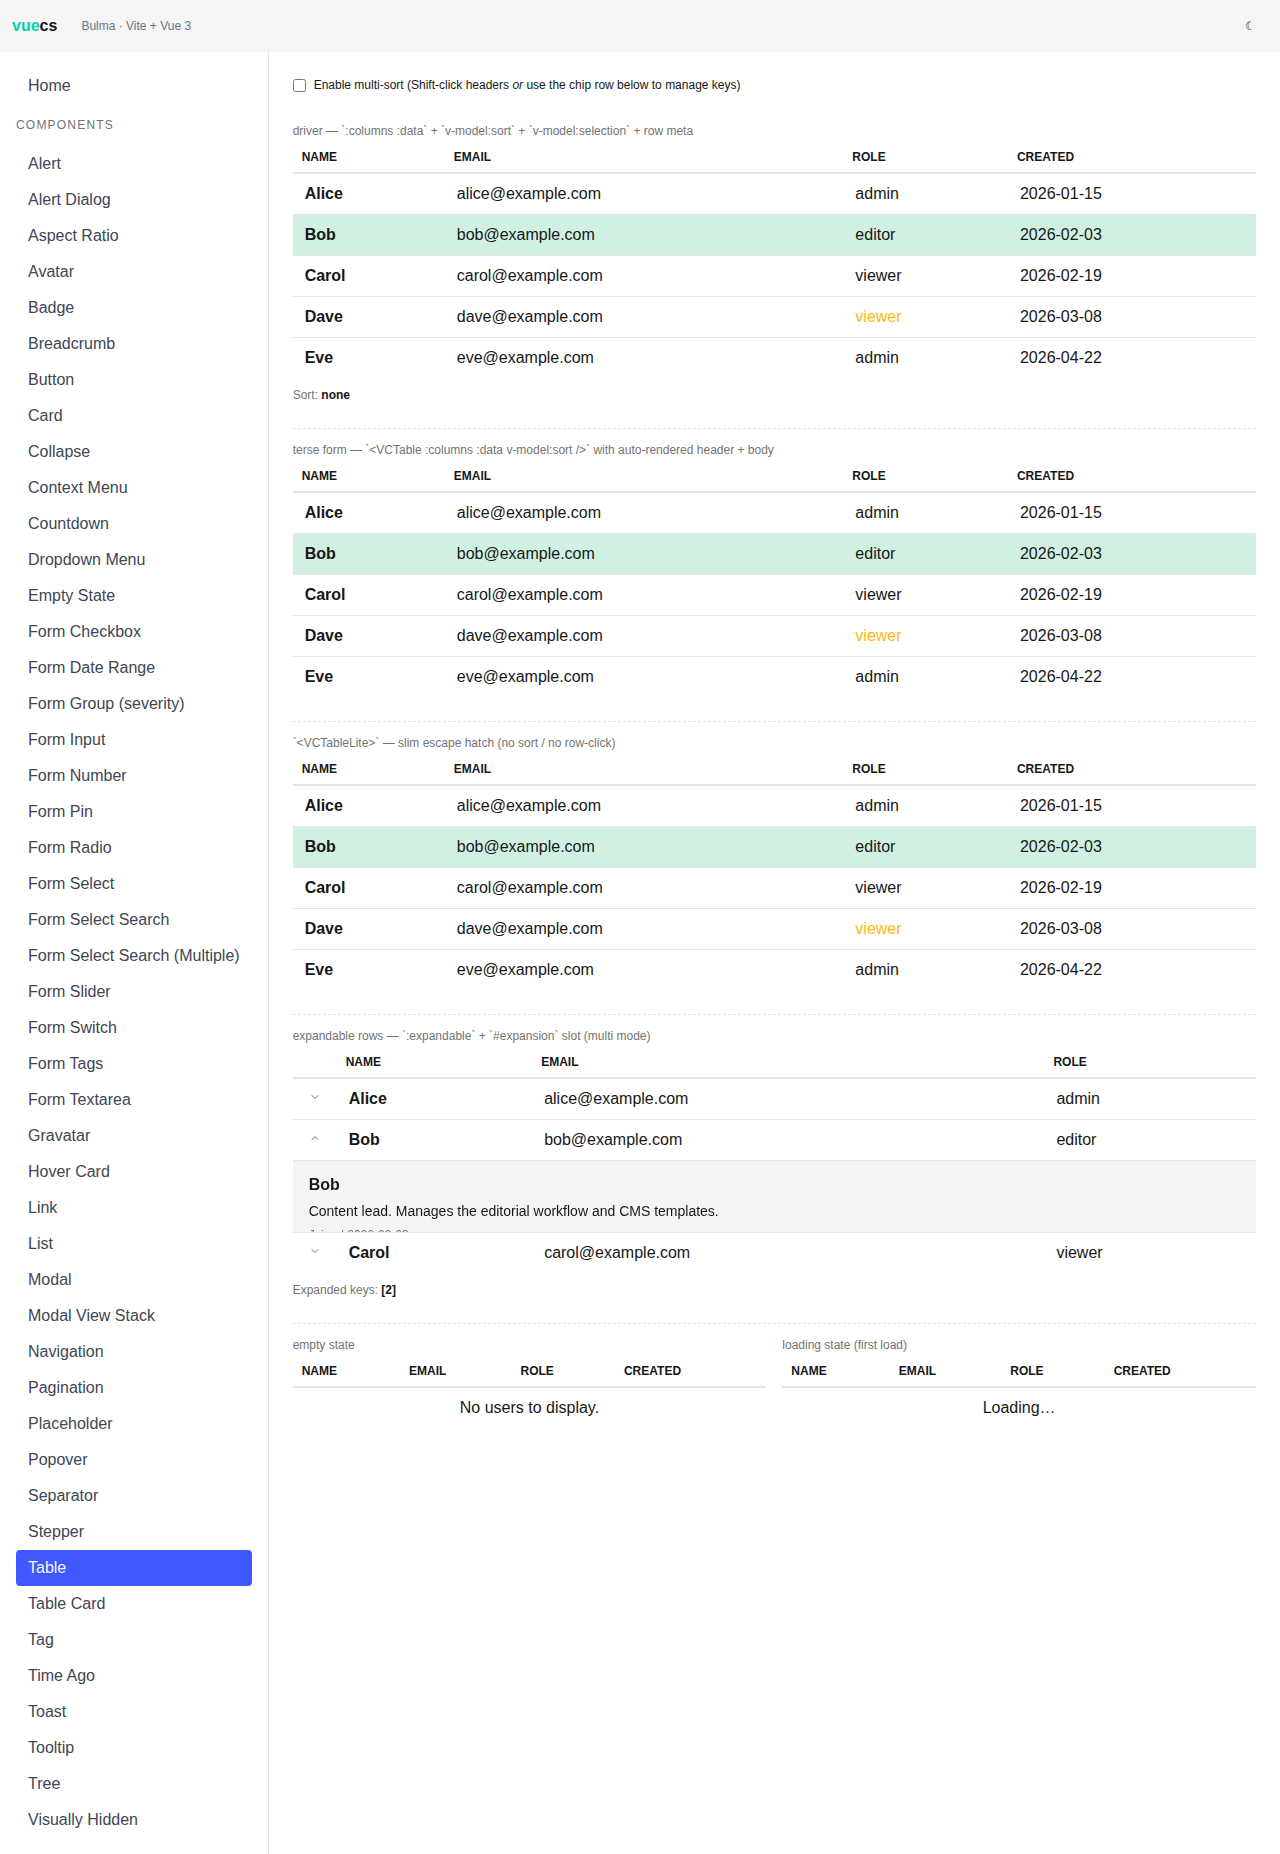 vuecs
Bulma · Vite + Vue 3
Home
COMPONENTS
Alert
Alert Dialog
Aspect Ratio
Avatar
Badge
Breadcrumb
Button
Card
Collapse
Context Menu
Countdown
Dropdown Menu
Empty State
Form Checkbox
Form Date Range
Form Group (severity)
Form Input
Form Number
Form Pin
Form Radio
Form Select
Form Select Search
Form Select Search (Multiple)
Form Slider
Form Switch
Form Tags
Form Textarea
Gravatar
Hover Card
Link
List
Modal
Modal View Stack
Navigation
Pagination
Placeholder
Popover
Separator
Stepper
Table
Table Card
Tag
Time Ago
Toast
Tooltip
Tree
Visually Hidden
Enable multi-sort (Shift-click headers or use the chip row below to manage keys)
driver — `:columns :data` + `v-model:sort` + `v-model:selection` + row meta
NAME EMAIL ROLE CREATED
Alice alice@example.com admin 2026-01-15
Bob bob@example.com editor 2026-02-03
Carol carol@example.com viewer 2026-02-19
Dave dave@example.com viewer 2026-03-08
Eve eve@example.com admin 2026-04-22
Sort: none
terse form — `<VCTable :columns :data v-model:sort />` with auto-rendered header + body
NAME EMAIL ROLE CREATED
Alice alice@example.com admin 2026-01-15
Bob bob@example.com editor 2026-02-03
Carol carol@example.com viewer 2026-02-19
Dave dave@example.com viewer 2026-03-08
Eve eve@example.com admin 2026-04-22
`<VCTableLite>` — slim escape hatch (no sort / no row-click)
NAME EMAIL ROLE CREATED
Alice alice@example.com admin 2026-01-15
Bob bob@example.com editor 2026-02-03
Carol carol@example.com viewer 2026-02-19
Dave dave@example.com viewer 2026-03-08
Eve eve@example.com admin 2026-04-22
expandable rows — `:expandable` + `#expansion` slot (multi mode)
NAME EMAIL ROLE
Alice alice@example.com admin
Bob bob@example.com editor
Bob
Content lead. Manages the editorial workflow and CMS templates.
Carol carol@example.com viewer
Expanded keys: [2]
empty state
NAME EMAIL ROLE CREATED
No users to display.
loading state (first load)
NAME EMAIL ROLE CREATED
Loading…